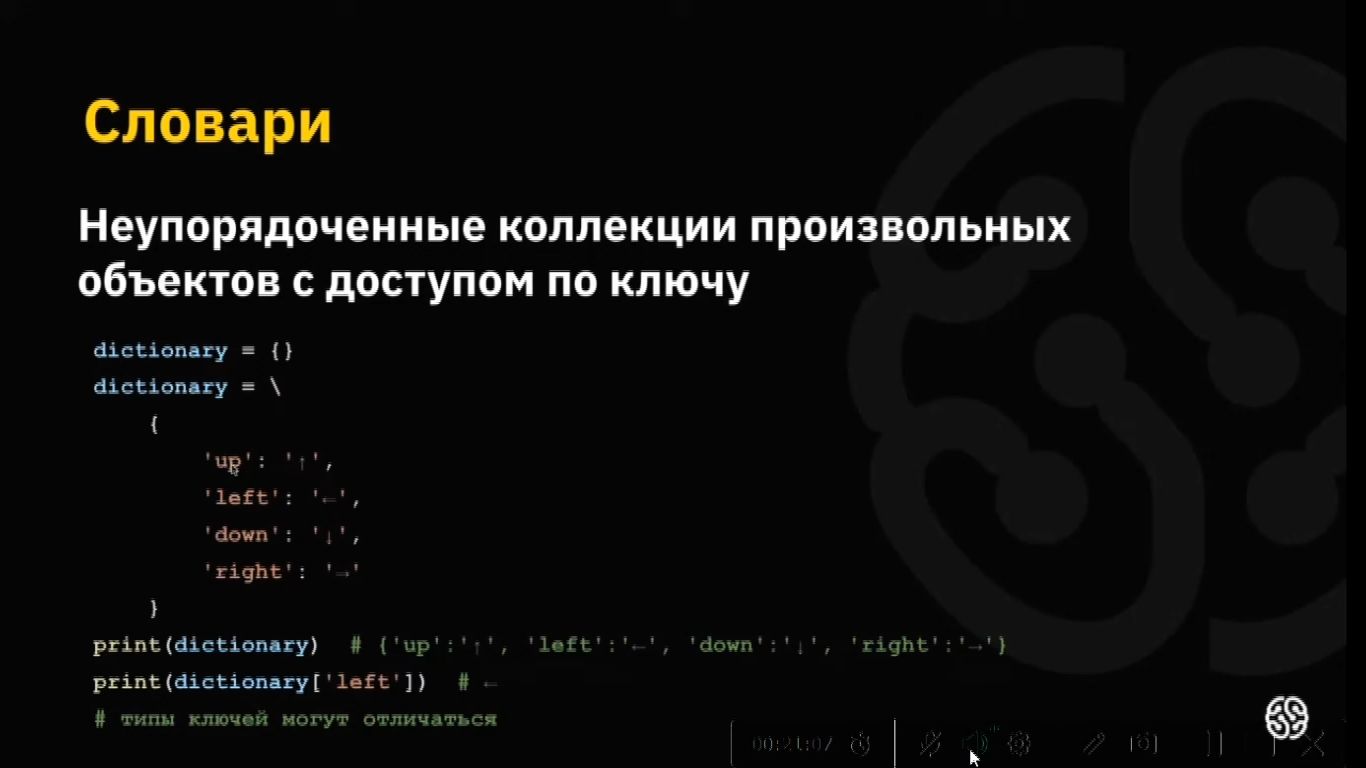 Словари
Неупорядоченные коллекции произвольных
объектов с доступом по ключу
dictionary = {}
dictionary = \
{
'up': '↑',
'left': '←',
'down': '↓',
'right': '→'
}
print(dictionary)  # {'up':'↑', 'left':'←', 'down':'↓', 'right':'→'}
print(dictionary['left'])  # ←
# типы ключей могут отличаться
00:21:07